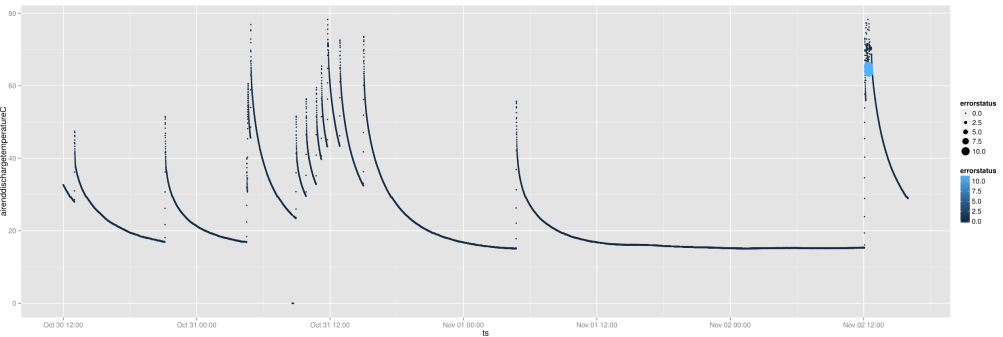 80
60
40
20
0
airenddischargetemperatureC
Oct 30 12:00
Oct 31 00:00
Oct 31 12:00
Nov 01 00:00
Nov 01 12:00
Nov 02 00:00
Nov 02 12:00
ts
errorstatus
0.0
2.5
5.0
7.5
10.0
errorstatus
10.0
7.5
5.0
2.5
0.0